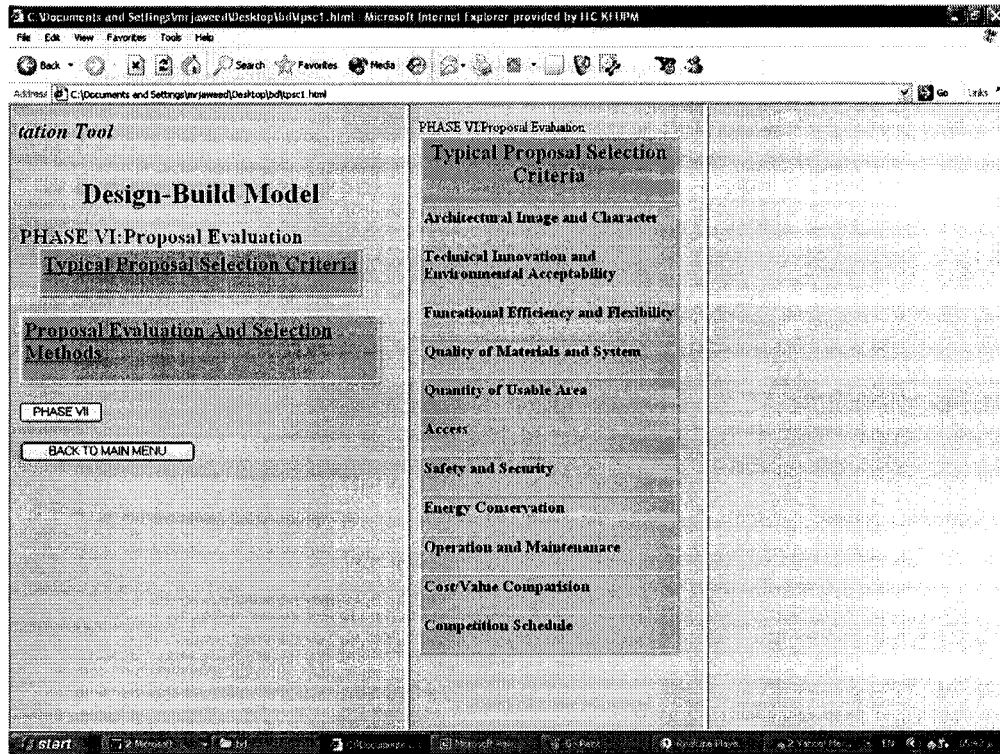 C:\Documents and Settings\mrjaweed\Desktop\bd\tpsc1.html - Microsoft Internet Explorer provided by ITC KFUPM
File Edit View Favorites Tools Help
Back Search Favorites Media
Address C:\Documents and Settings\mrjaweed\Desktop\bd\tpsc1.html Go Links
tation Tool
Design-Build Model
PHASE VI:Proposal Evaluation
Typical Proposal Selection Criteria
Proposal Evaluation And Selection
Methods
PHASE VII
BACK TO MAIN MENU
PHASE VI:Proposal Evaluation
Typical Proposal Selection
Criteria
Architectural Image and Character
Technical Innovation and
Environmental Acceptability
Funcational Efficiency and Flexibility
Quality of Materials and System
Quantity of Usable Area
Access
Safety and Security
Energy Conservation
Operation and Maintenanare
Cost/Value Comparision
Competition Schedule
start 2 Microsoft bd EN